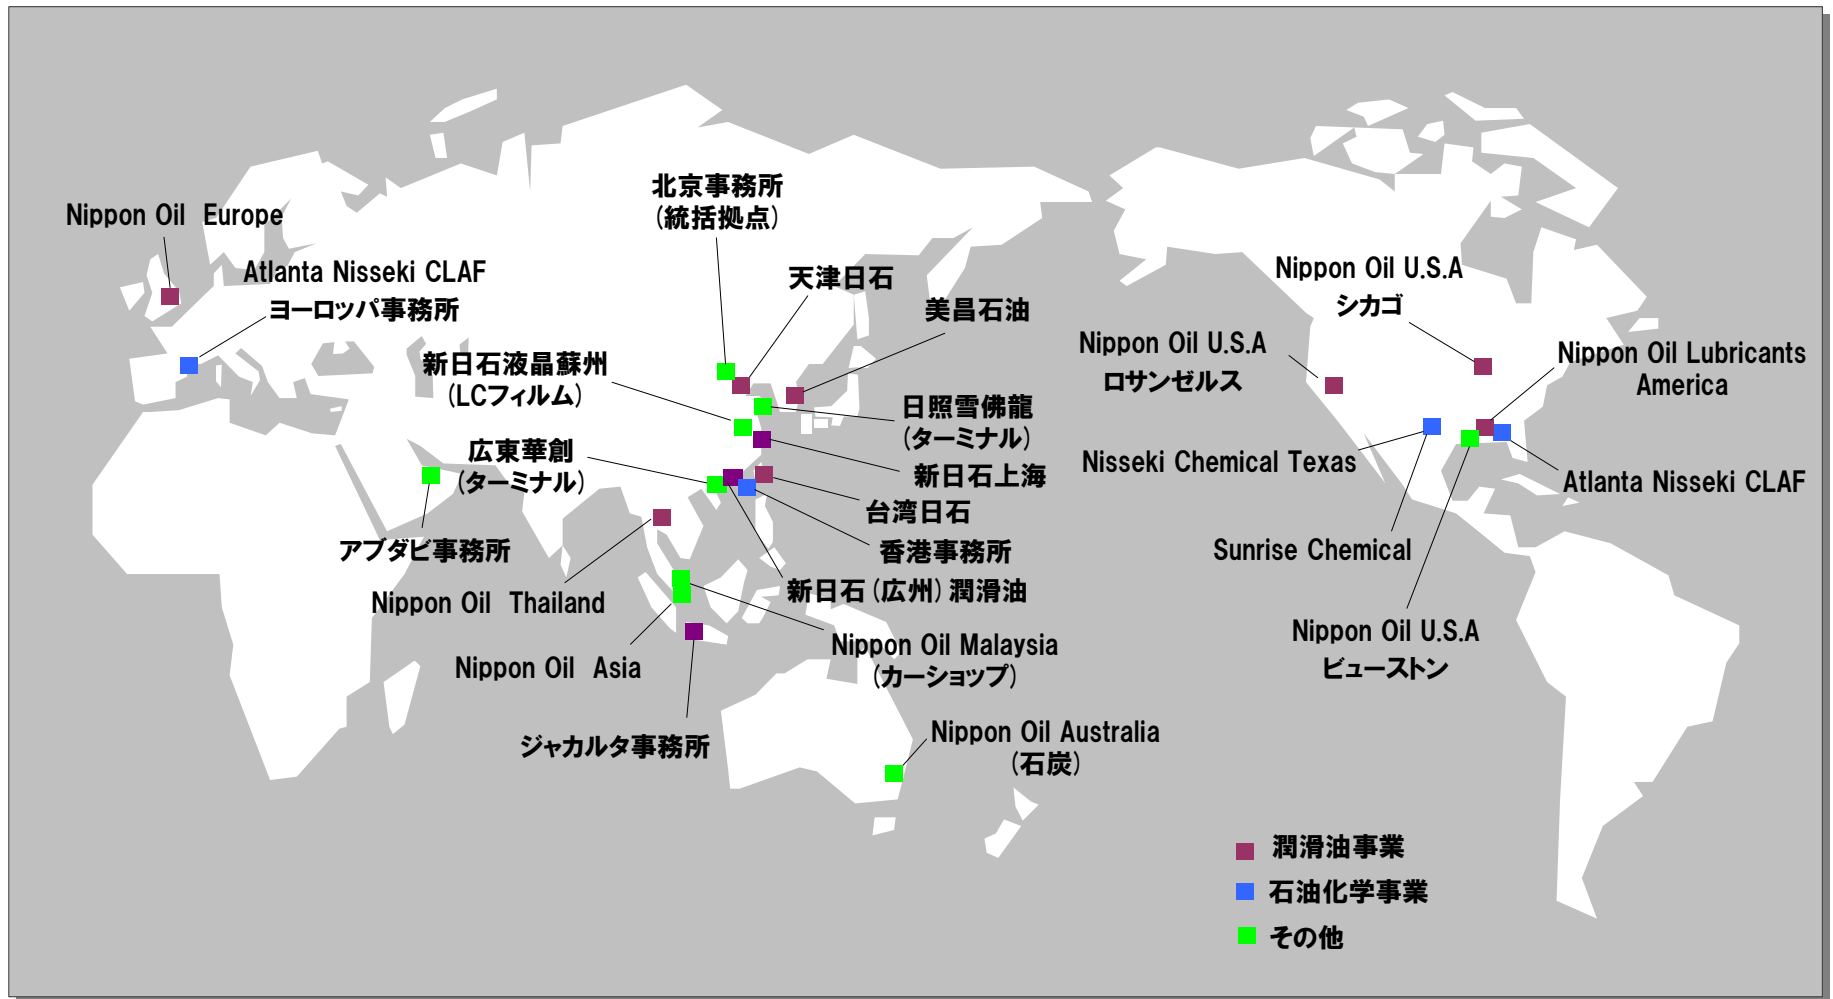 Nippon Oil  Europe
Atlanta Nisseki CLAF
ヨーロッパ事務所
北京事務所
(統括拠点)
天津日石
美昌石油
新日石液晶蘇州
(LCフィルム)
日照雪佛龍
(ターミナル)
広東華創
(ターミナル)
新日石上海
台湾日石
アブダビ事務所
香港事務所
新日石(広州)潤滑油
Nippon Oil  Thailand
Nippon Oil  Asia
Nippon Oil Malaysia
(カーショップ)
ジャカルタ事務所
Nippon Oil Australia
(石炭)
Nippon Oil U.S.A
シカゴ
Nippon Oil U.S.A
ロサンゼルス
Nippon Oil Lubricants
America
Nisseki Chemical Texas
Atlanta Nisseki CLAF
Sunrise Chemical
Nippon Oil U.S.A
ビューストン
潤滑油事業
石油化学事業
その他